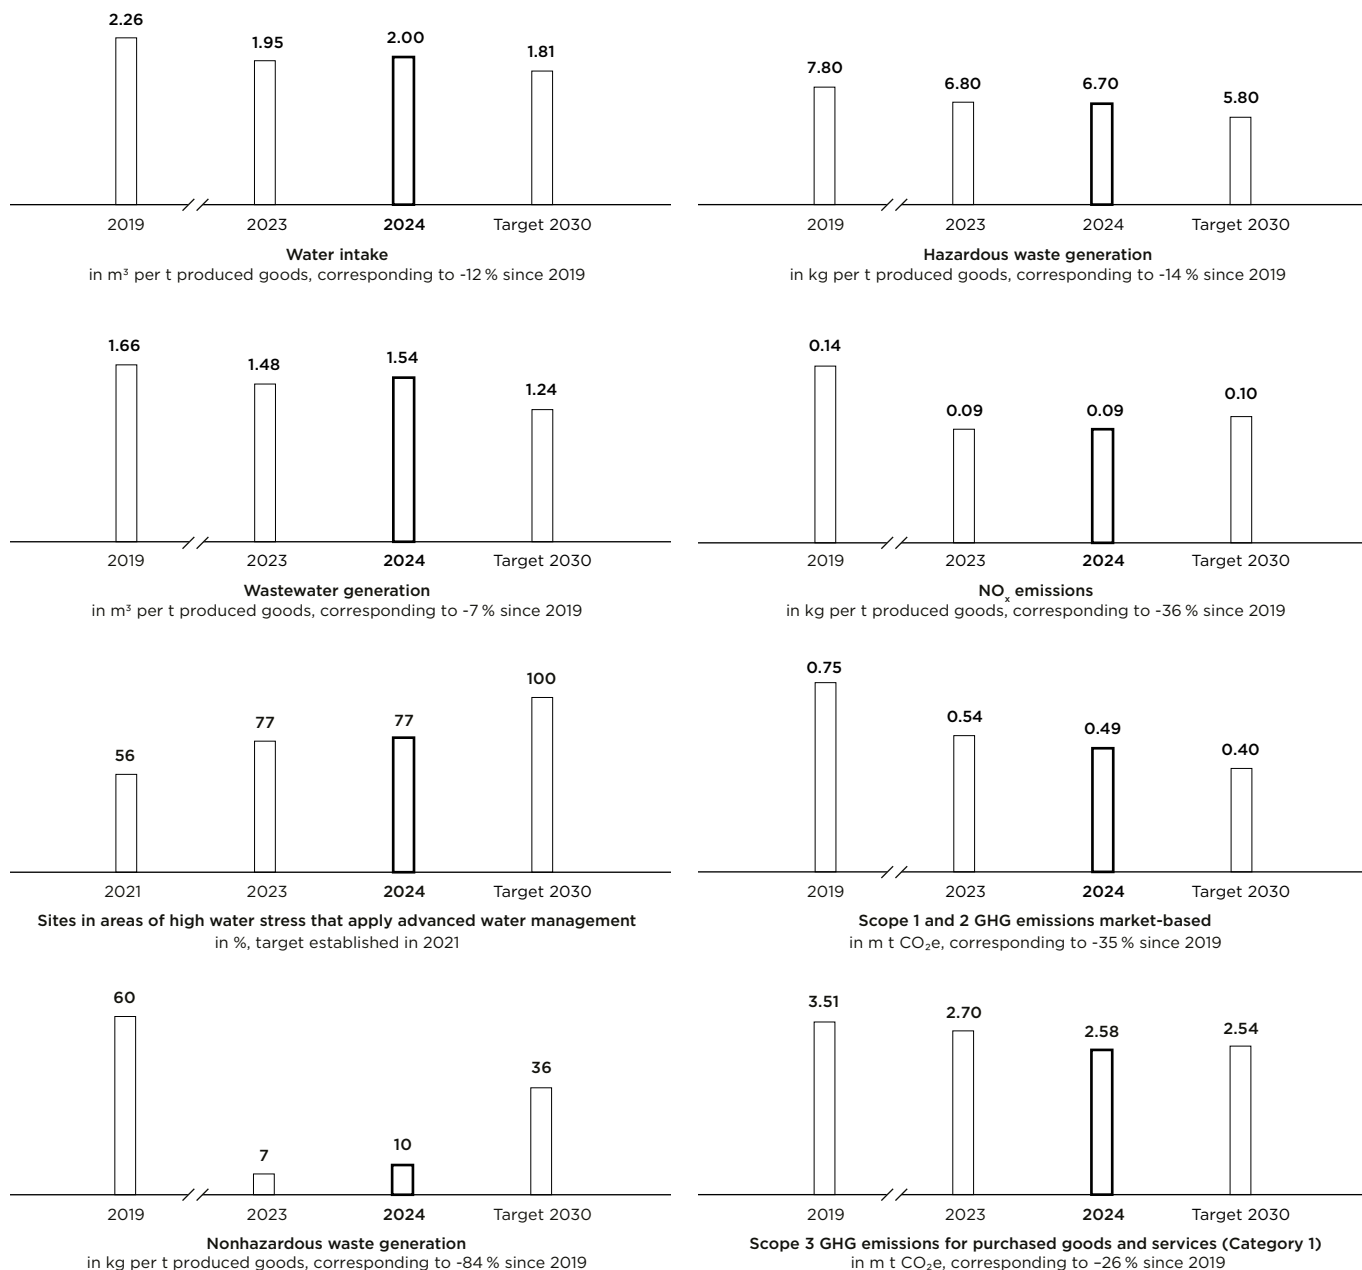 2.26
1.95
2.00
1.81
2019
2023
2024
Target 2030
Water intake
in m³ per t produced goods, corresponding to -12 % since 2019
7.80
6.80
6.70
5.80
2019
2023
2024
Target 2030
Hazardous waste generation
in kg per t produced goods, corresponding to -14 % since 2019
1.66
1.48
1.54
1.24
2019
2023
2024
Target 2030
Wastewater generation
in m³ per t produced goods, corresponding to -7 % since 2019
0.14
0.09
0.09
0.10
2019
2023
2024
Target 2030
NOₓ emissions
in kg per t produced goods, corresponding to -36 % since 2019
56
77
77
100
2021
2023
2024
Target 2030
Sites in areas of high water stress that apply advanced water management
in %, target established in 2021
0.75
0.54
0.49
0.40
2019
2023
2024
Target 2030
Scope 1 and 2 GHG emissions market-based
in m t CO₂e, corresponding to -35 % since 2019
60
7
10
36
2019
2023
2024
Target 2030
Nonhazardous waste generation
in kg per t produced goods, corresponding to -84 % since 2019
3.51
2.70
2.58
2.54
2019
2023
2024
Target 2030
Scope 3 GHG emissions for purchased goods and services (Category 1)
in m t CO₂e, corresponding to –26 % since 2019